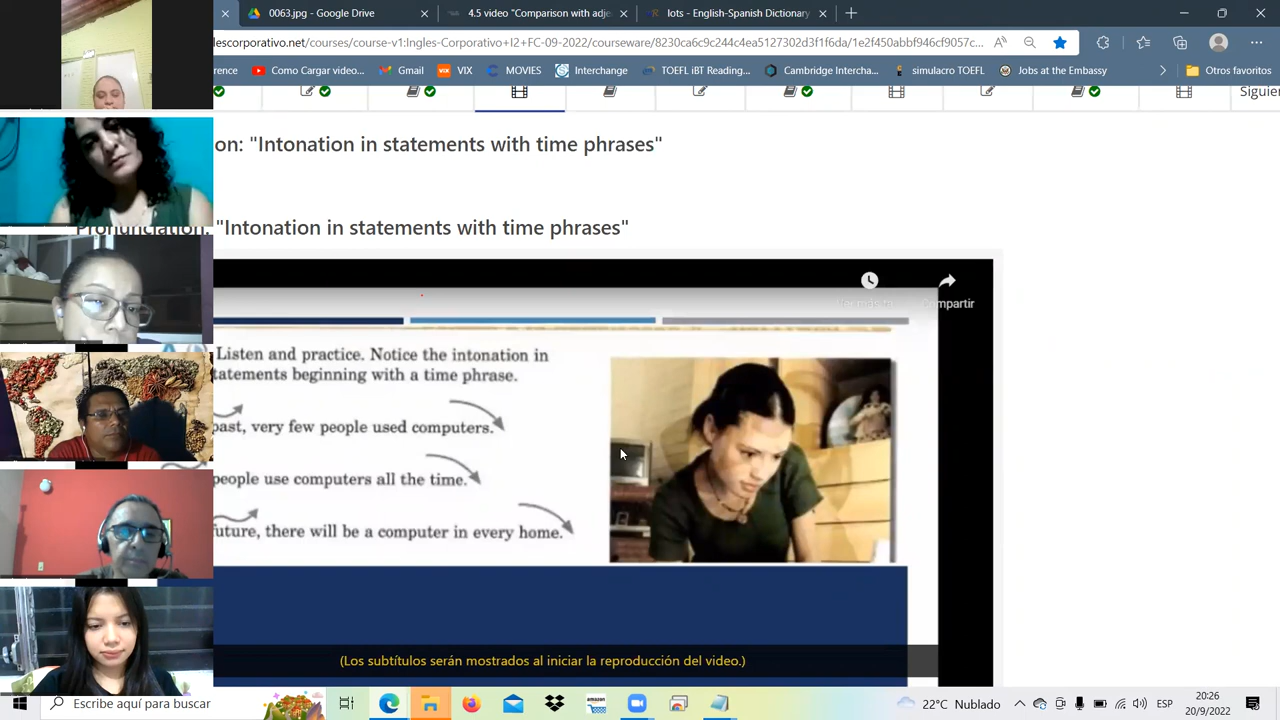 0063.jpg - Google Drive
4.5 video "Comparison with adje
lots - English-Spanish Dictionary
lescorporativo.net/courses/course-v1:Ingles-Corporativo+I2+FC-09-2022/courseware/8230ca6c9c244c4ea5127302d3f1f6da/1e2f450abbf946cf9057c...
rence
Como Cargar video...
Gmail
VIX
MOVIES
Interchange
TOEFL iBT Reading...
Cambridge Intercha...
simulacro TOEFL
Jobs at the Embassy
Otros favoritos
Siguien
on: "Intonation in statements with time phrases"
Pronunciation: "Intonation in statements with time phrases"
Compartir
Listen and practice. Notice the intonation in
tatements beginning with a time phrase.
past, very few people used computers.
people use computers all the time.
future, there will be a computer in every home.
(Los subtítulos serán mostrados al iniciar la reproducción del video.)
Escribe aquí para buscar
22°C Nublado
ESP
20:26
20/9/2022